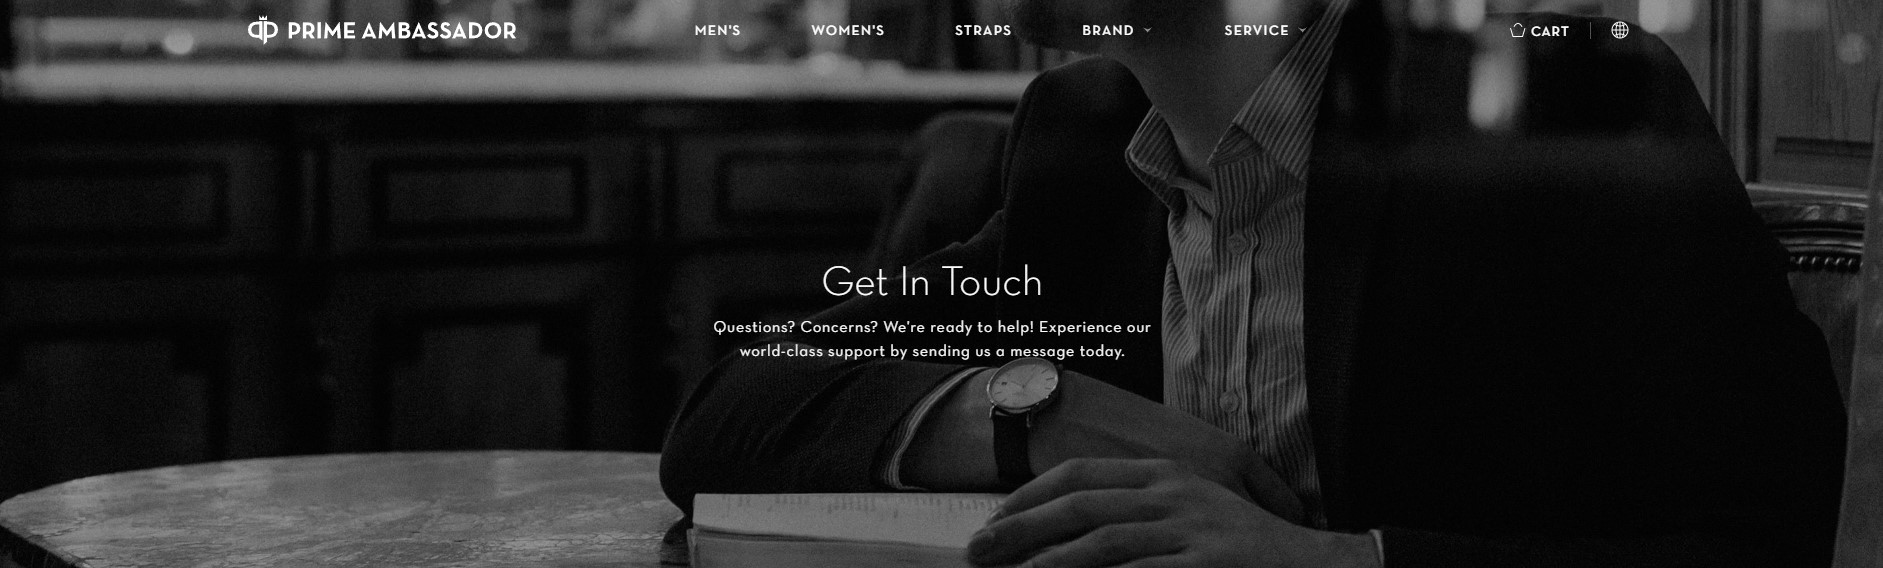 PRIME AMBASSADOR
MEN'S
WOMEN'S
STRAPS
BRAND
SERVICE
CART
Get In Touch
Questions? Concerns? We're ready to help! Experience our
world-class support by sending us a message today.